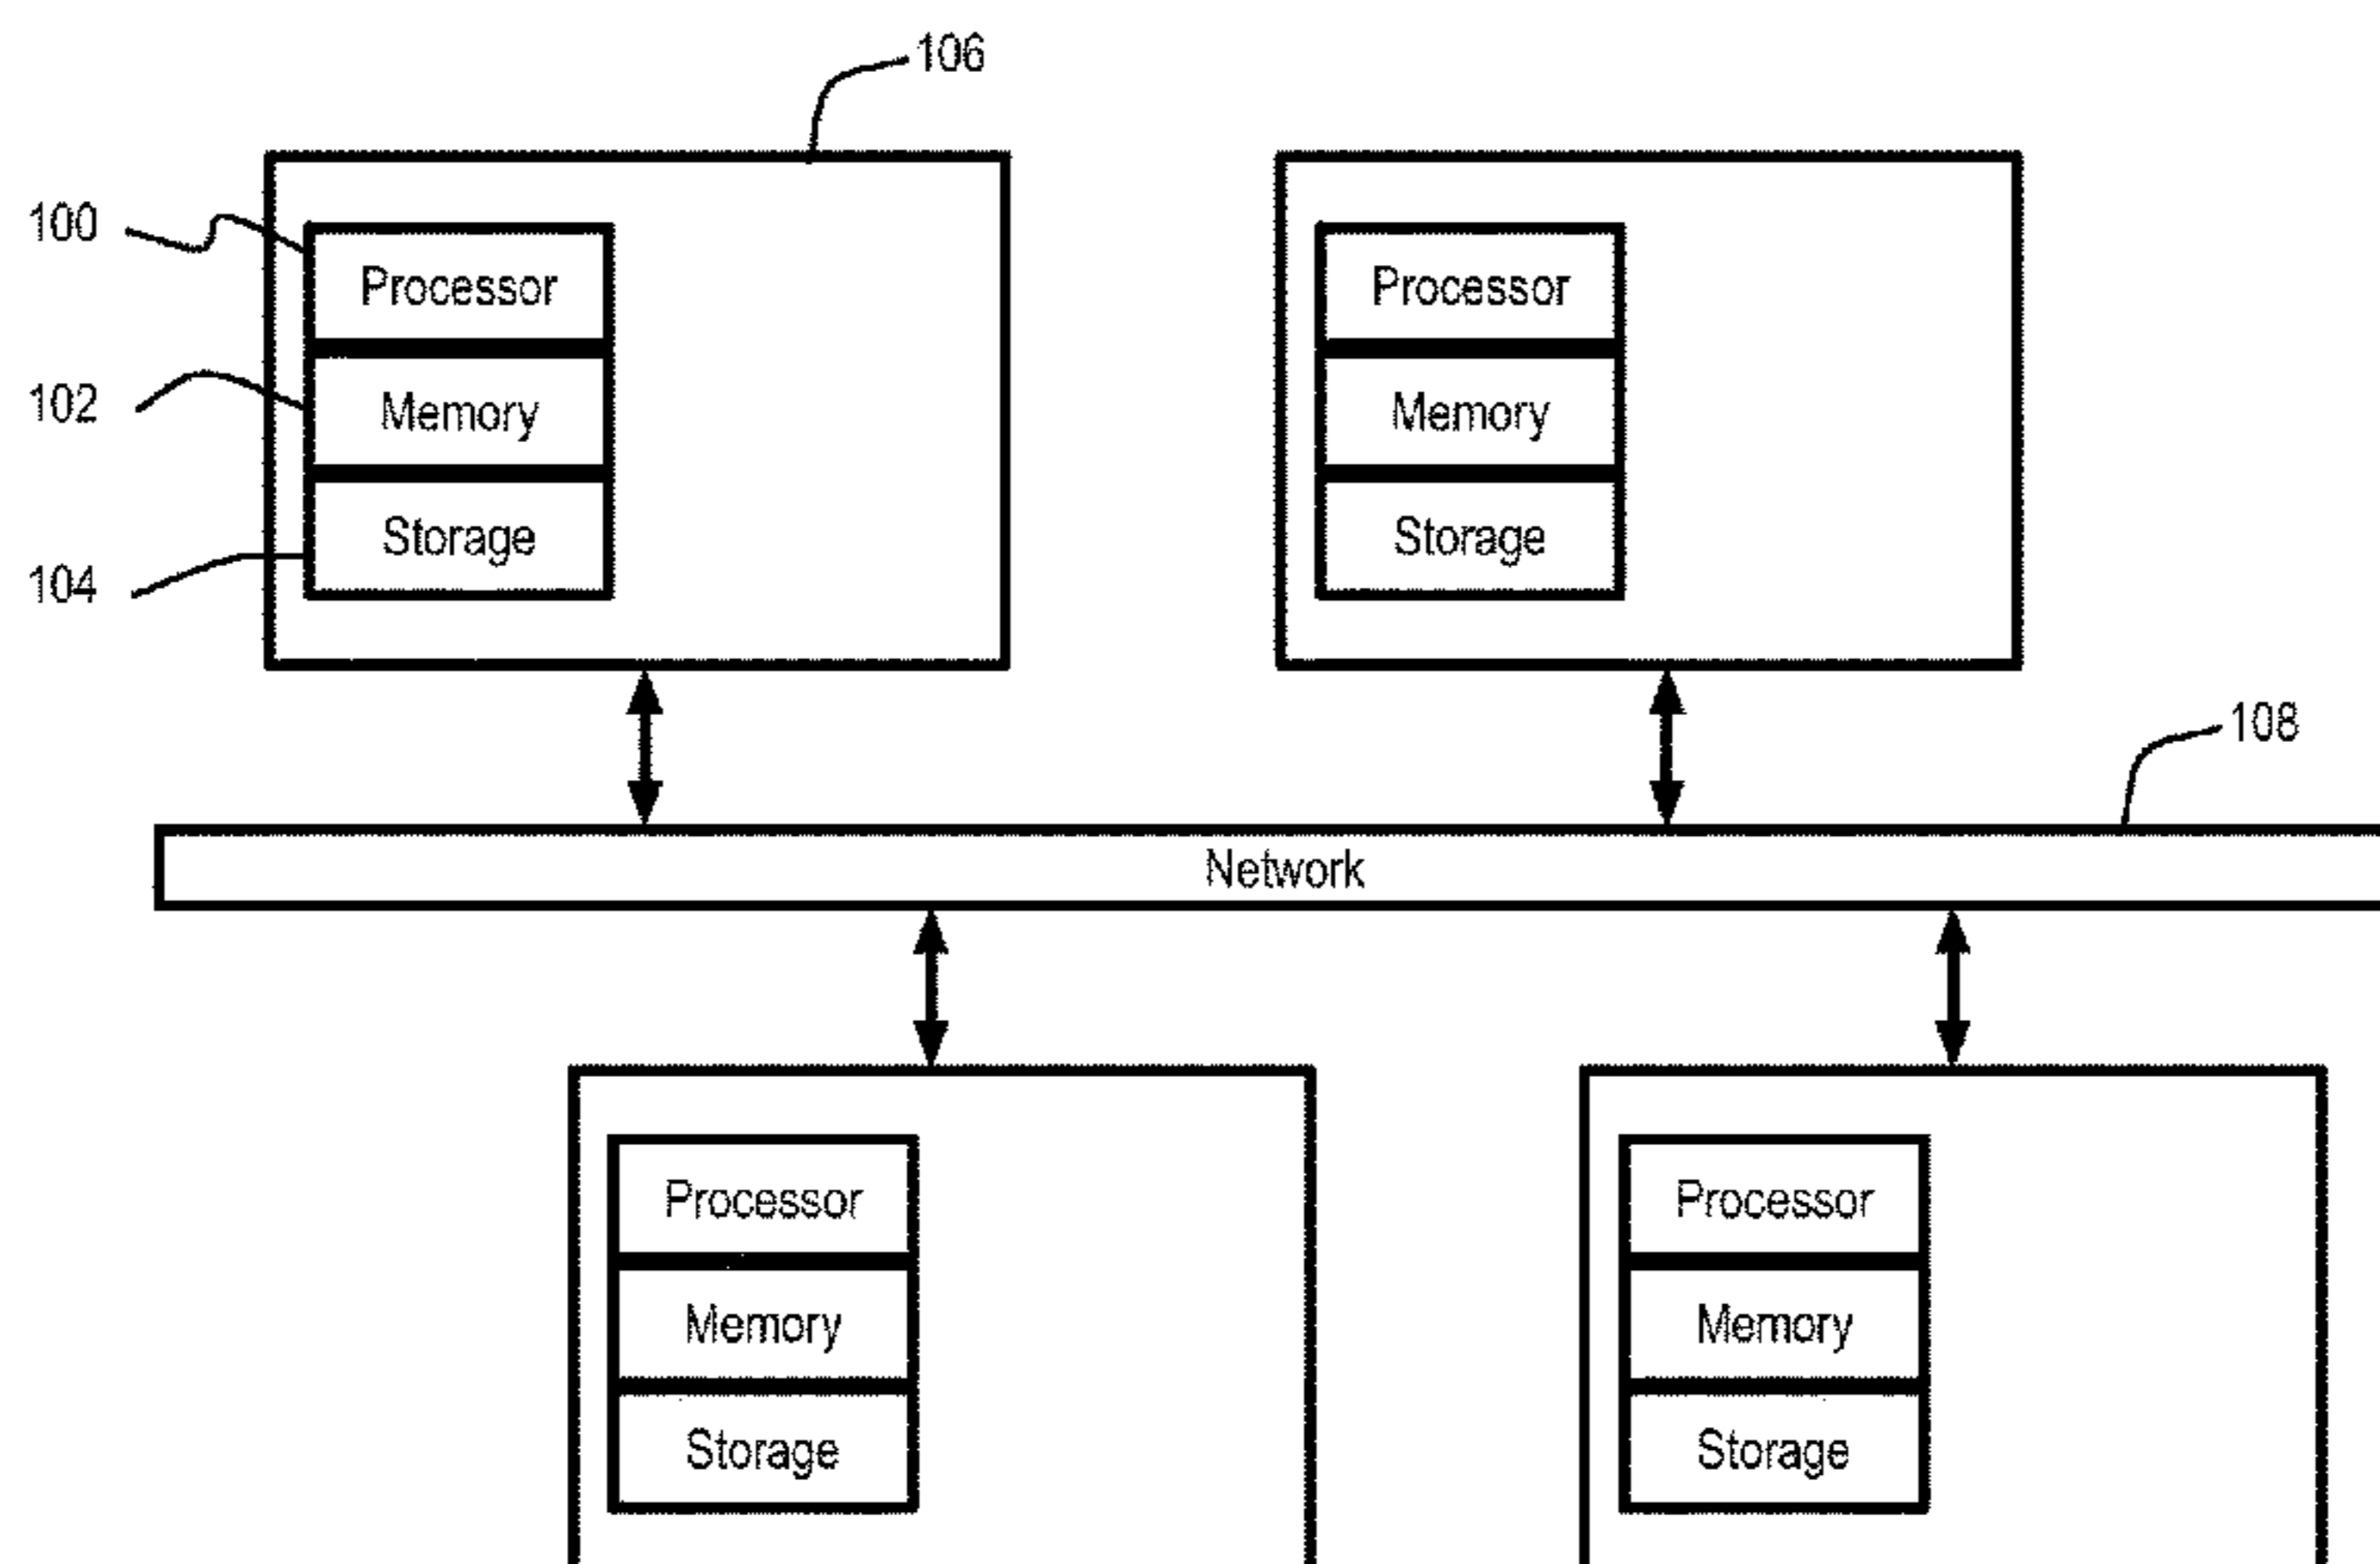 106
100
Processor
Processor
102
Memory
Memory
Storage
Storage
104
108
Network
Processor
Processor
Memory
Memory
Storage
Storage